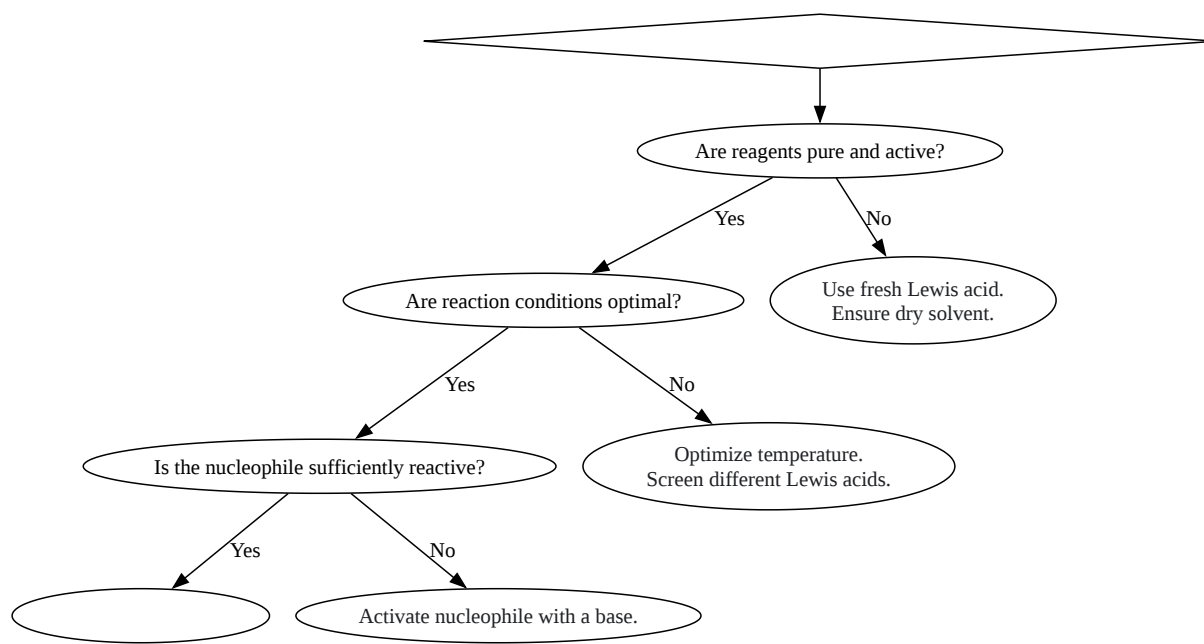 Are reagents pure and active?
Yes
No
Are reaction conditions optimal?
Use fresh Lewis acid.
Ensure dry solvent.
Yes
No
Is the nucleophile sufficiently reactive?
Optimize temperature.
Screen different Lewis acids.
Yes
No
Activate nucleophile with a base.